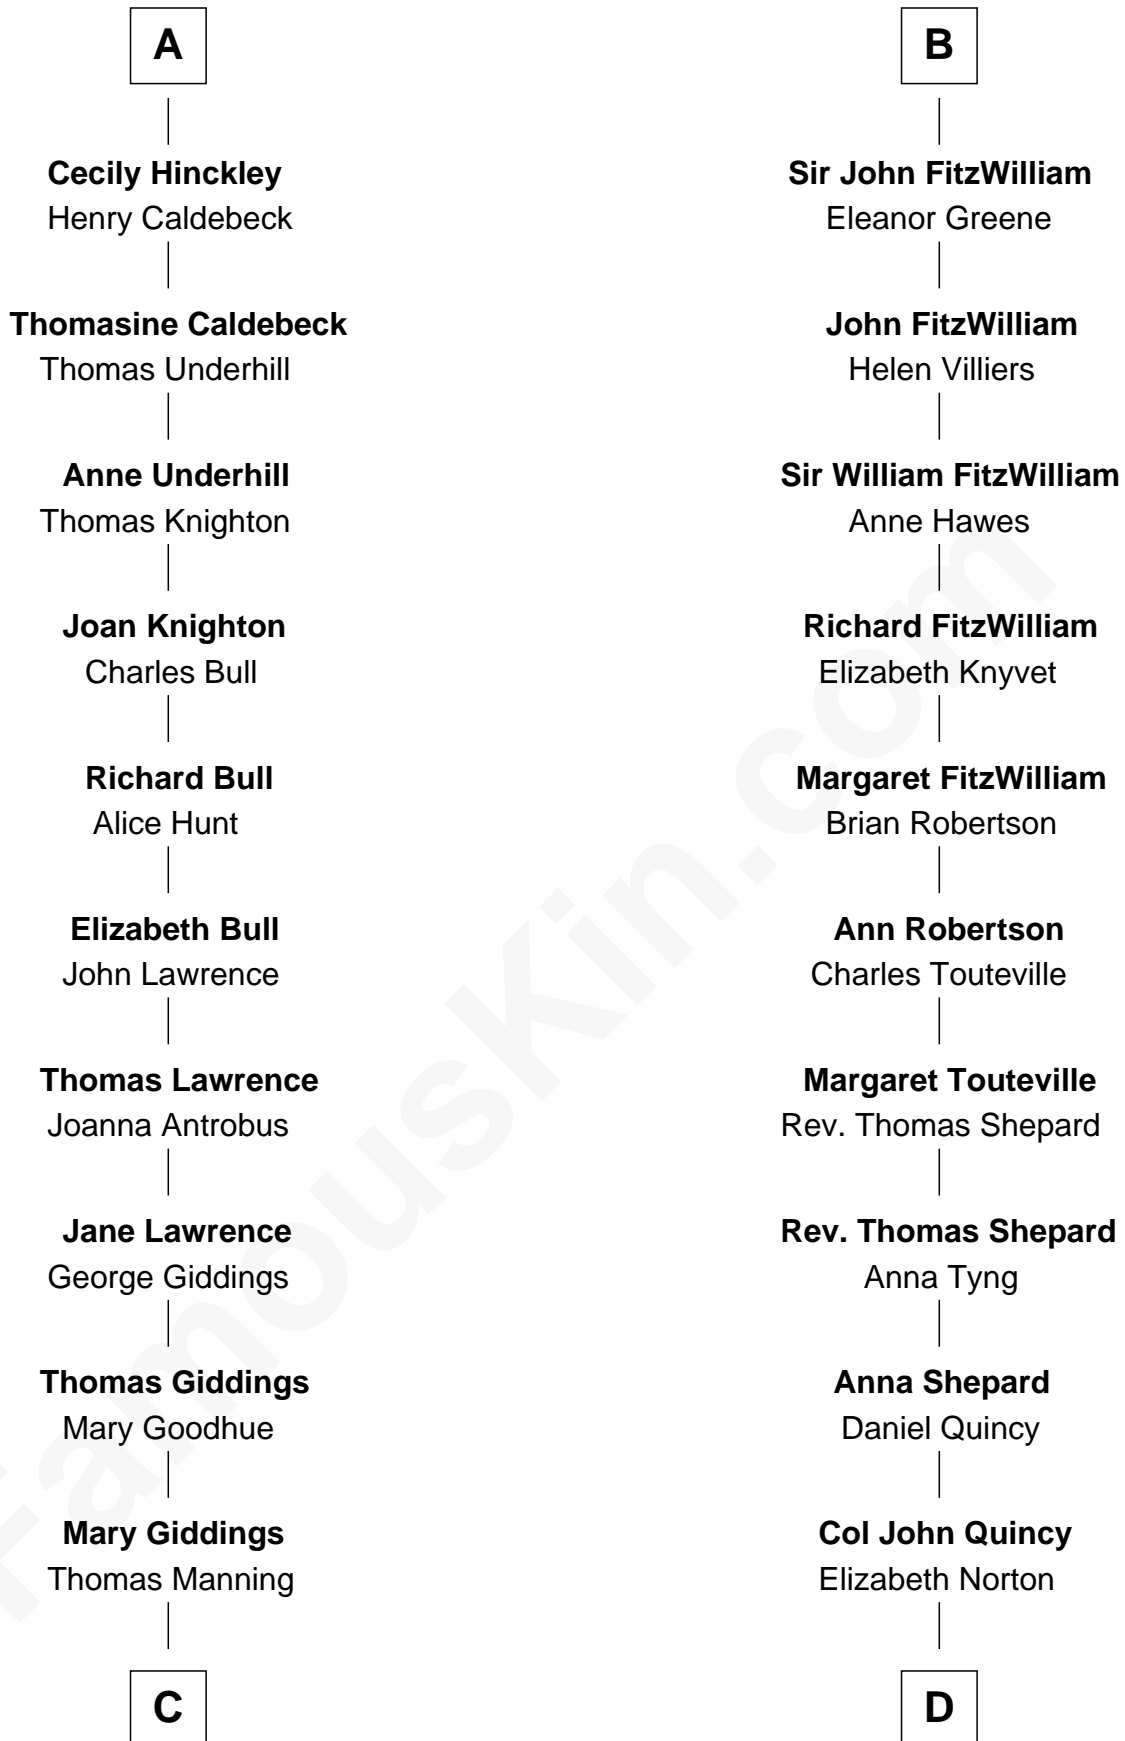 A
Cecily Hinckley
Henry Caldebeck
Thomasine Caldebeck
Thomas Underhill
Anne Underhill
Thomas Knighton
Joan Knighton
Charles Bull
Richard Bull
Alice Hunt
Elizabeth Bull
John Lawrence
Thomas Lawrence
Joanna Antrobus
Jane Lawrence
George Giddings
Thomas Giddings
Mary Goodhue
Mary Giddings
Thomas Manning
C
B
Sir John FitzWilliam
Eleanor Greene
John FitzWilliam
Helen Villiers
Sir William FitzWilliam
Anne Hawes
Richard FitzWilliam
Elizabeth Knyvet
Margaret FitzWilliam
Brian Robertson
Ann Robertson
Charles Touteville
Margaret Touteville
Rev. Thomas Shepard
Rev. Thomas Shepard
Anna Tyng
Anna Shepard
Daniel Quincy
Col John Quincy
Elizabeth Norton
D
FamousKin.com